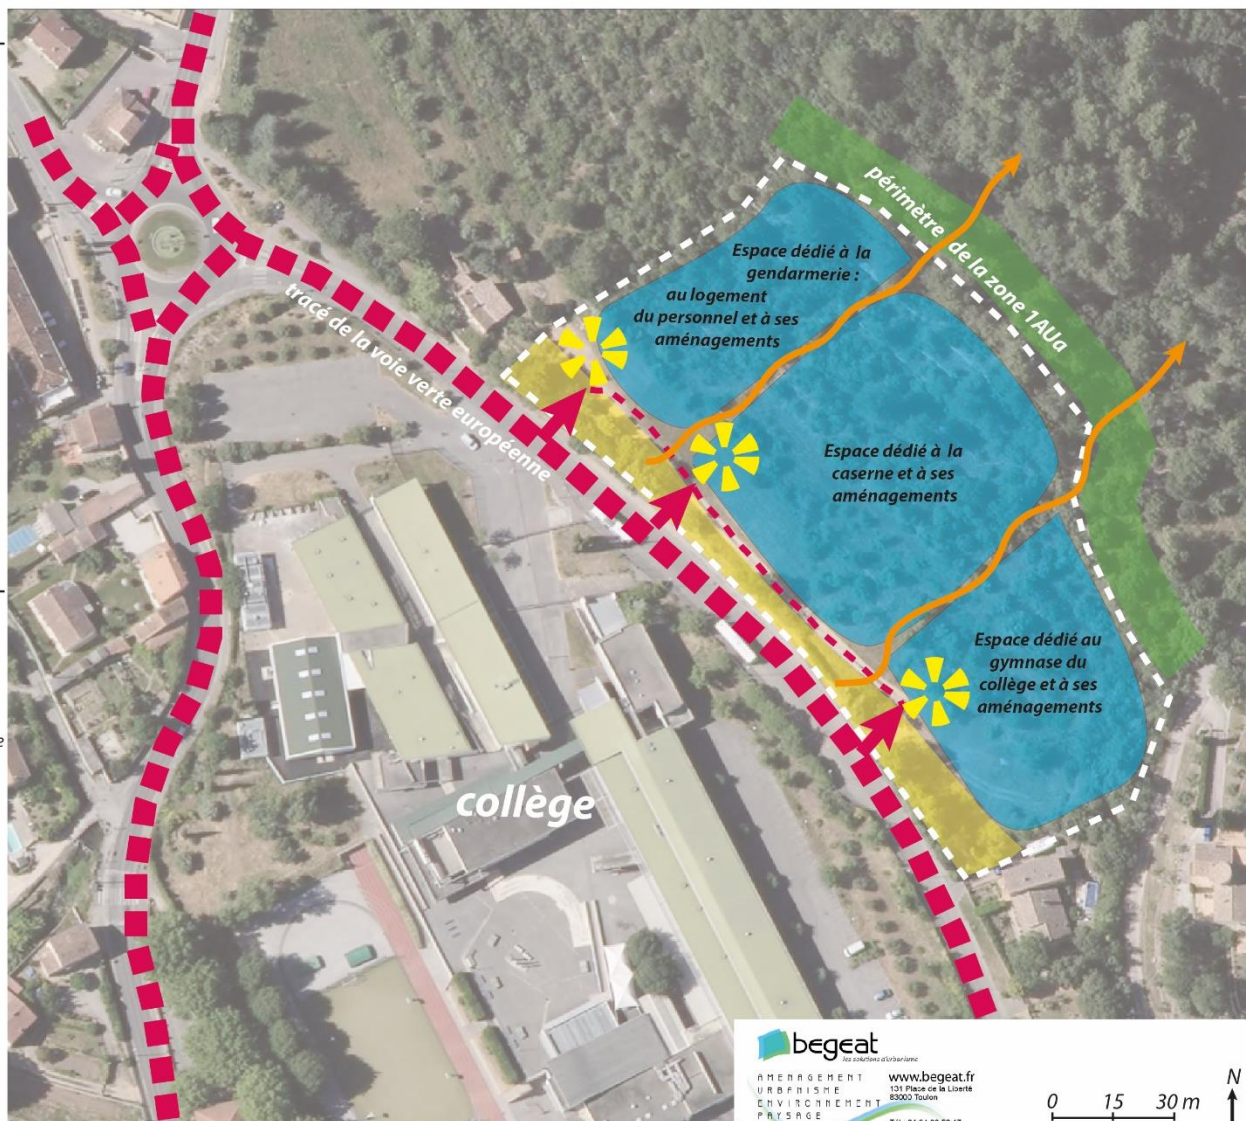 périmètre de la zone 1AUa
Espace dédié à la
gendarmerie :
au logement
du personnel et à ses
aménagements
tracé de la voie verte européenne
Espace dédié à la
caserne et à ses
aménagements
Espace dédié au
gymnase du
collège et à ses
aménagements
collège
begeat
les solutions d'urbanisme
AMENAGEMENT
URBANISME
ENVIRONNEMENT
PAYSAGE
www.begeat.fr
131 Place de la Liberté
83000 Toulon
0 15 30 m
N